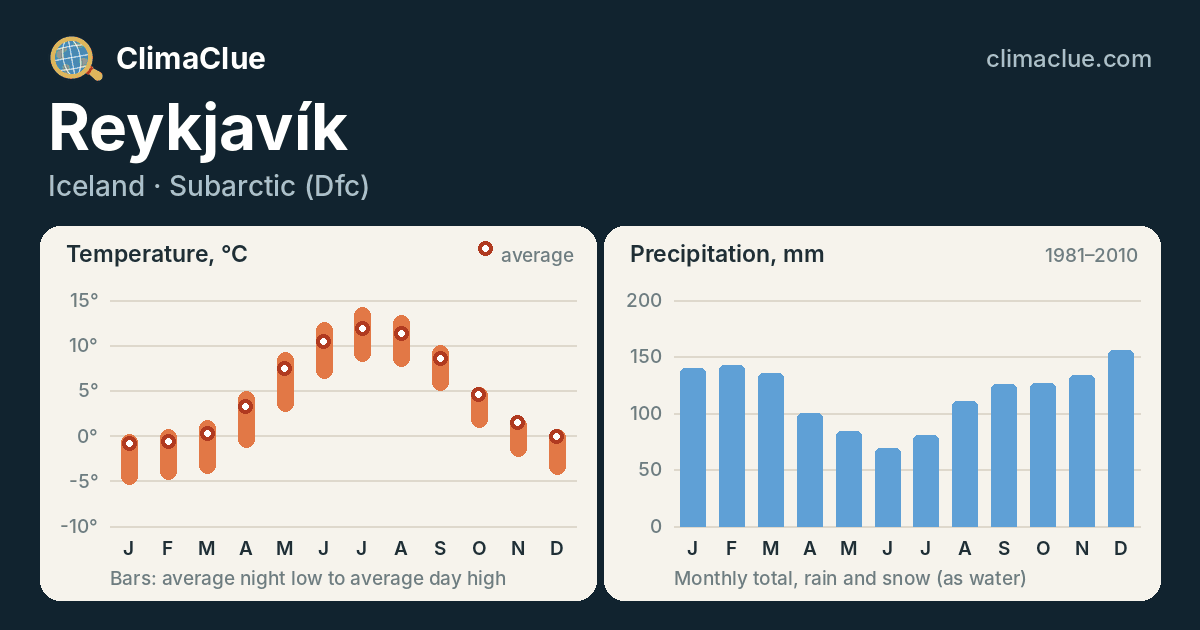 ClimaClue
climaclue.com
Reykjavík
Iceland · Subarctic (Dfc)
Temperature, °C
average
15°
10°
5°
0°
-5°
-10°
J F M A M J J A S O N D
Bars: average night low to average day high
Precipitation, mm
1981–2010
200
150
100
50
0
J F M A M J J A S O N D
Monthly total, rain and snow (as water)